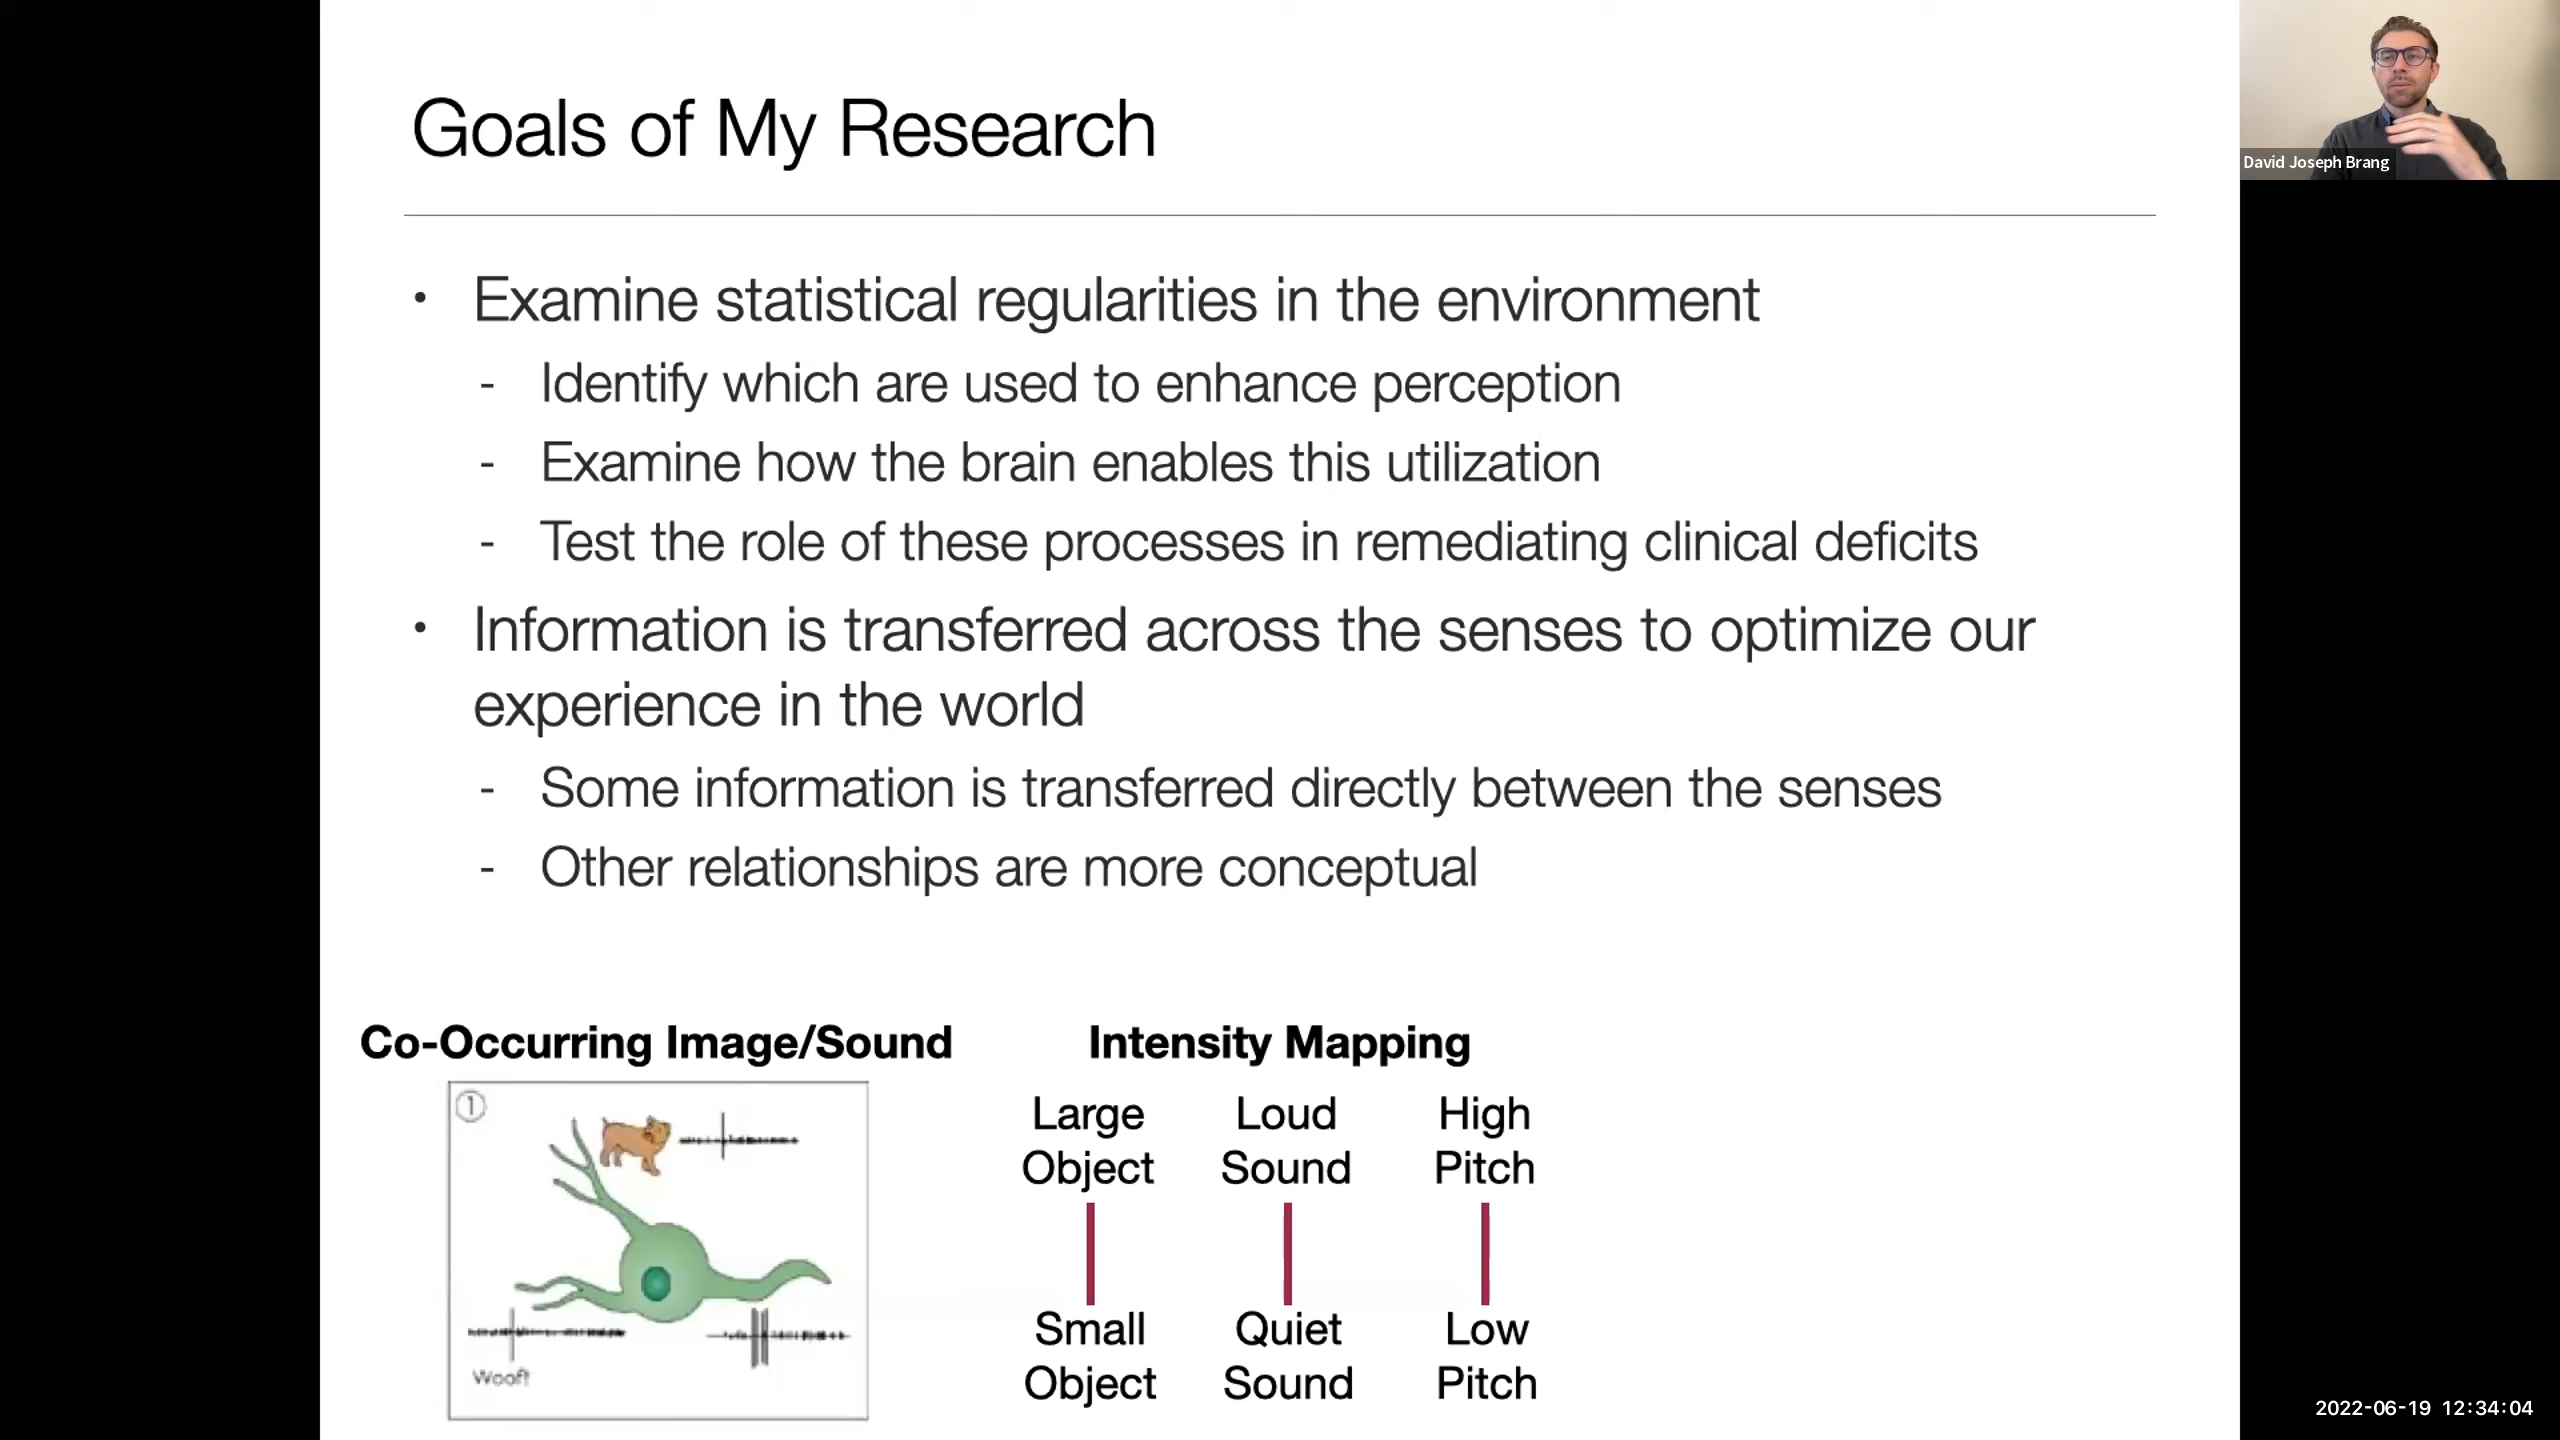 Goals of My Research
David Joseph Brang
• Examine statistical regularities in the environment
- Identify which are used to enhance perception
- Examine how the brain enables this utilization
- Test the role of these processes in remediating clinical deficits
• Information is transferred across the senses to optimize our
experience in the world
- Some information is transferred directly between the senses
- Other relationships are more conceptual
Co-Occurring Image/Sound
1
Woof!
Intensity Mapping
Large
Object
Small
Object
Loud
Sound
Quiet
Sound
High
Pitch
Low
Pitch
2022-06-19 12:34:04